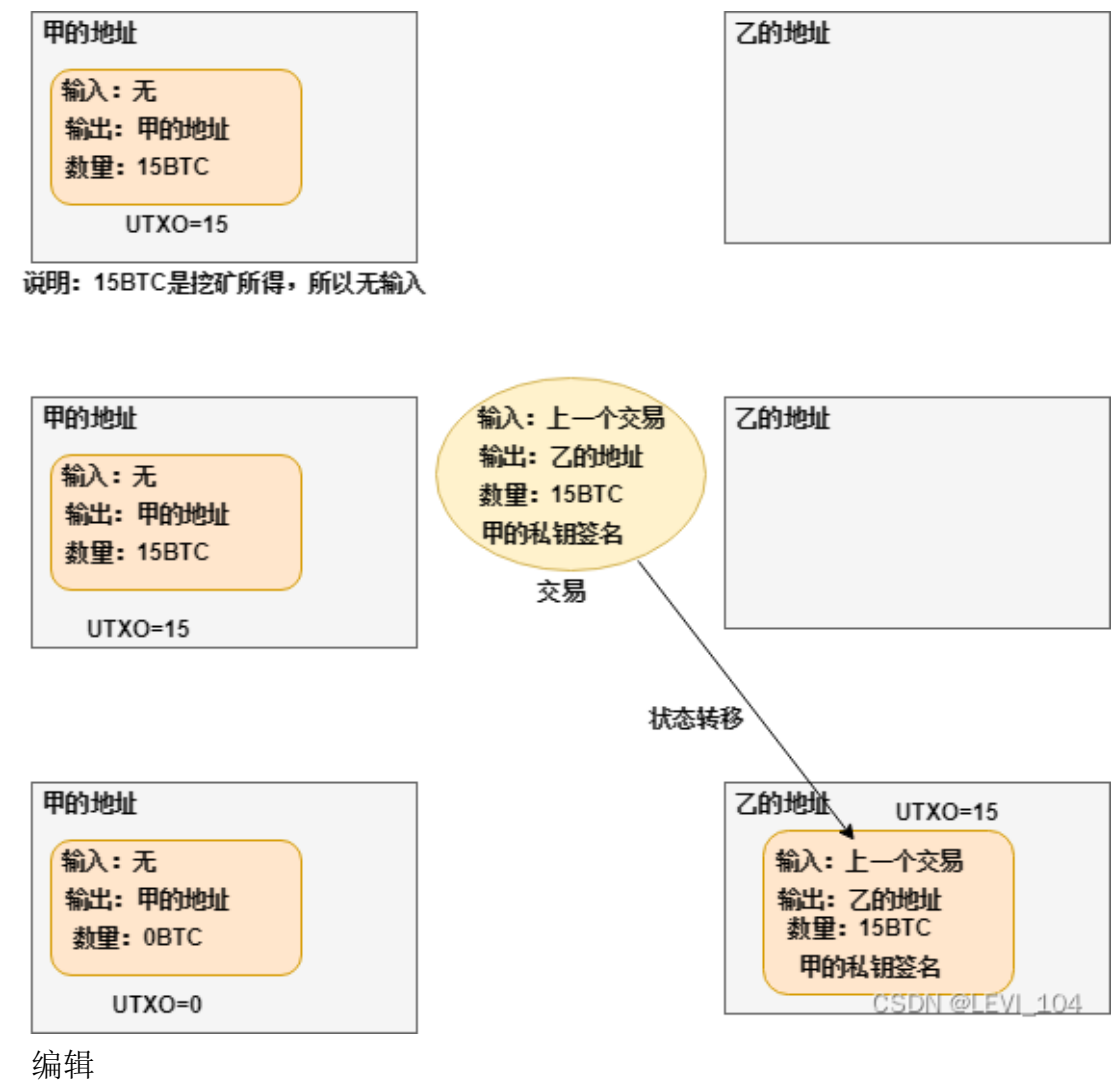 甲的地址
输入：无
输出：甲的地址
数量：15BTC
UTXO=15
说明：15BTC是挖矿所得，所以无输入
乙的地址
甲的地址
输入：无
输出：甲的地址
数量：15BTC
UTXO=15
输入：上一个交易
输出：乙的地址
数量：15BTC
甲的私钥签名
交易
乙的地址
状态转移
甲的地址
输入：无
输出：甲的地址
数量：0BTC
UTXO=0
乙的地址
UTXO=15
输入：上一个交易
输出：乙的地址
数量：15BTC
甲的私钥签名
CSDN @LEVI_104
编辑